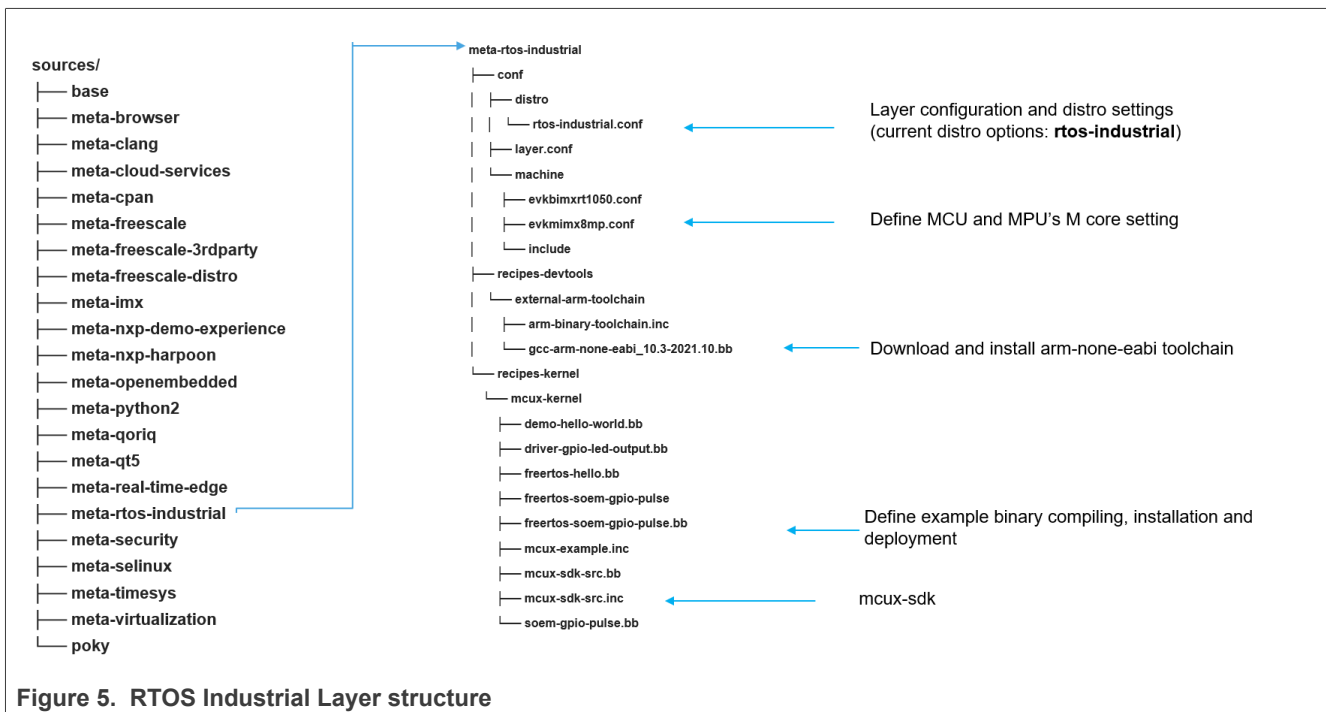 sources/
├── base
├── meta-browser
├── meta-clang
├── meta-cloud-services
├── meta-cpan
├── meta-freescale
├── meta-freescale-3rdparty
├── meta-freescale-distro
├── meta-imx
├── meta-nxp-demo-experience
├── meta-nxp-harpoon
├── meta-openembedded
├── meta-python2
├── meta-qoriq
├── meta-qt5
├── meta-real-time-edge
├── meta-rtos-industrial
├── meta-security
├── meta-selinux
├── meta-timesys
├── meta-virtualization
└── poky
meta-rtos-industrial
├── conf
│ ├── distro
│ │ └── rtos-industrial.conf
│ ├── layer.conf
│ └── machine
│ ├── evkbimxrt1050.conf
│ ├── evkmimx8mp.conf
│ └── include
├── recipes-devtools
│ └── external-arm-toolchain
│ ├── arm-binary-toolchain.inc
│ └── gcc-arm-none-eabi_10.3-2021.10.bb
└── recipes-kernel
└── mcux-kernel
├── demo-hello-world.bb
├── driver-gpio-led-output.bb
├── freertos-hello.bb
├── freertos-soem-gpio-pulse
├── freertos-soem-gpio-pulse.bb
├── mcux-example.inc
├── mcux-sdk-src.bb
├── mcux-sdk-src.inc
└── soem-gpio-pulse.bb
Layer configuration and distro settings
(current distro options: rtos-industrial)
Define MCU and MPU's M core setting
Download and install arm-none-eabi toolchain
Define example binary compiling, installation and
deployment
mcux-sdk
Figure 5. RTOS Industrial Layer structure